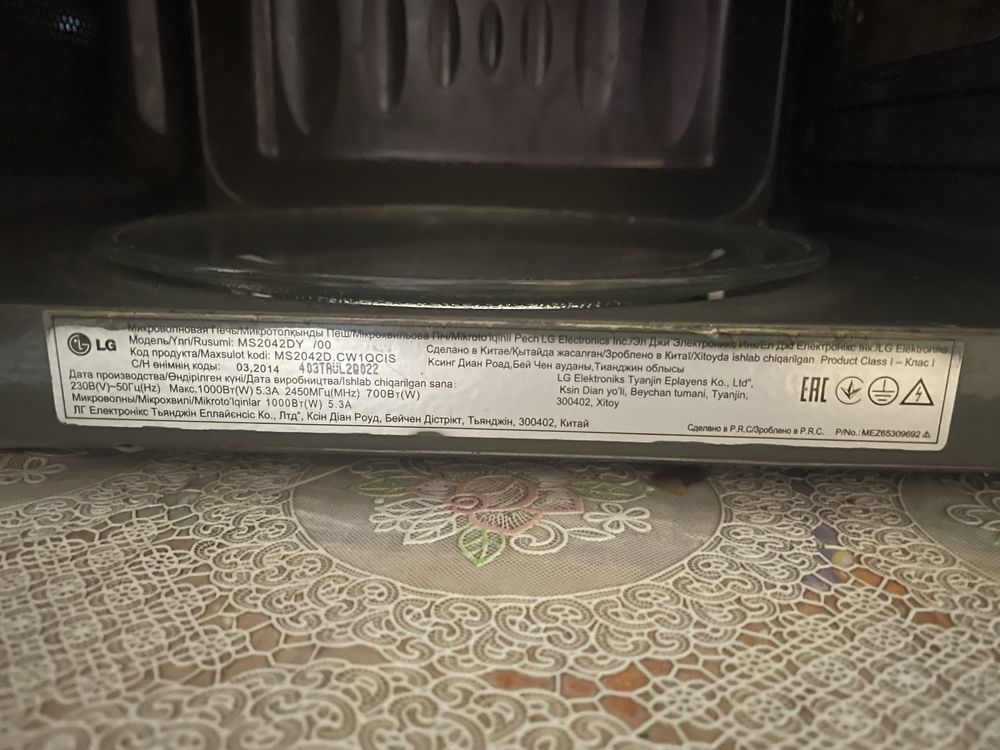 LG
Микроволновая Печь/Микротолқынды Пеш/Мікрохвильова Піч/Mikroto'lqinli Pech LG Electronics Inc./Эл Джи Электроникс Инк/Ел Джі Електронікс Інк./LG Elektroniks
Модель/Үлгі/Rusumi: MS2042DY /00
Код продукта/Maxsulot kodi: MS2042D.CW1QCIS
С/Н өнімнің коды: 403TRUL2Q022
Дата производства/Өндірілген күні/Дата виробництва/Ishlab chiqarilgan sana: 03,2014
230В(V)~50Гц(Hz) Макс.1000Вт(W) 5.3A 2450МГц(MHz) 700Вт(W)
Микроволны/Мікрохвилі/Mikroto'lqinlar 1000Вт(W) 5.3A
ЛГ Електронікс Тьянджін Еплайєнсіс Ко., Лтд", Ксін Діан Роуд, Бейчен Дістрікт, Тьянджін, 300402, Китай
Сделано в Китае/Қытайда жасалған/Зроблено в Китаї/Xitoyda ishlab chiqarilgan Product Class I – Клас I
Ксинг Диан Роад,Бей Чен ауданы,Тианджин облысы
LG Elektroniks Tyanjin Eplayens Ko., Ltd",
Ksin Dian yo'li, Beychan tumani, Tyanjin,
300402, Xitoy
EAC
Сделано в P.R.C/Зроблено в P.R.C. P/No.: MEZ65309692